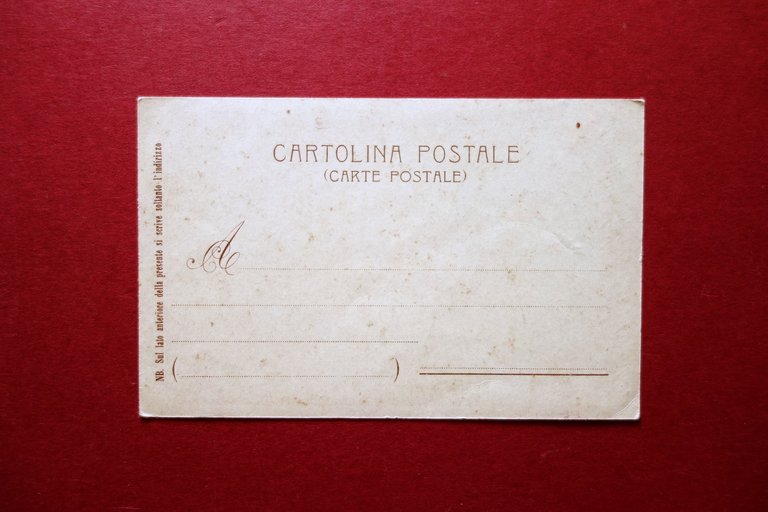 CARTOLINA POSTALE
(CARTE POSTALE)
A
( )
NB. Sul lato anteriore della presente si scrive soltanto l'indirizzo